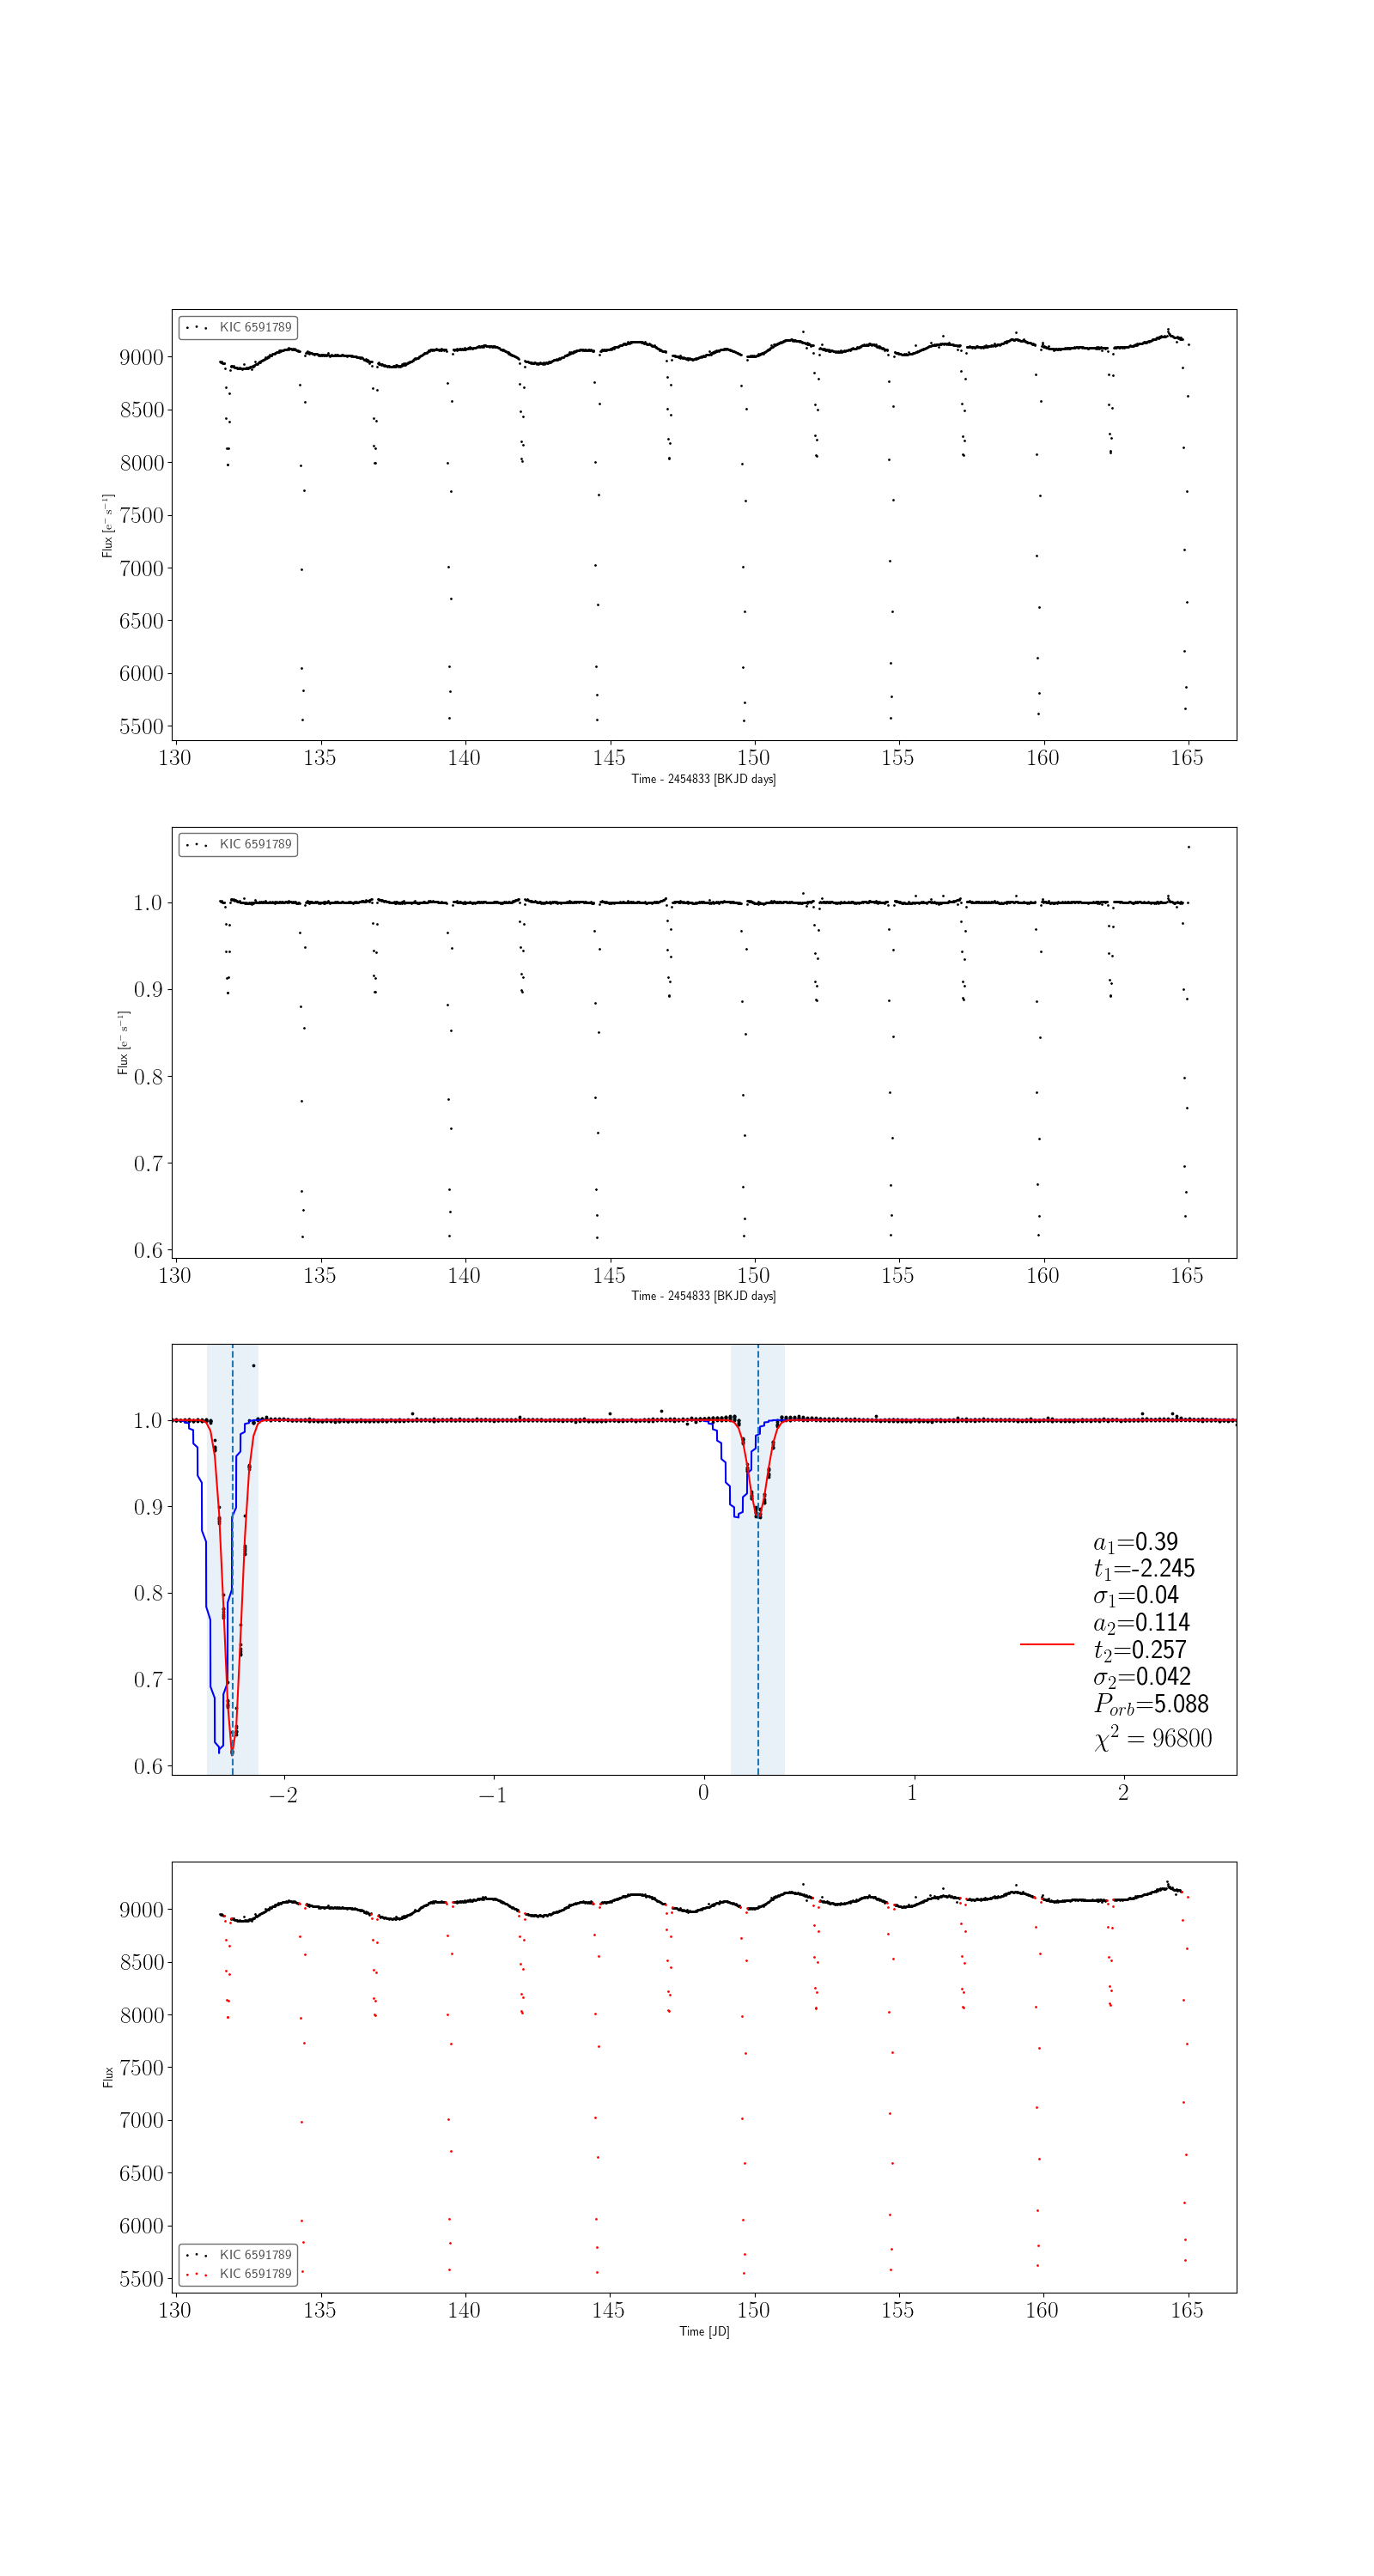 KIC 6591789
9000
8500
8000
7500
7000
6500
6000
5500
Flux [e⁻ s⁻¹]
130 135 140 145 150 155 160 165
Time - 2454833 [BKJD days]
KIC 6591789
1.0
0.9
0.8
0.7
0.6
Flux [e⁻ s⁻¹]
130 135 140 145 150 155 160 165
Time - 2454833 [BKJD days]
1.0
0.9
0.8
0.7
0.6
a₁=0.39
t₁=-2.245
σ₁=0.04
a₂=0.114
t₂=0.257
σ₂=0.042
P_orb=5.088
χ² = 96800
−2 −1 0 1 2
9000
8500
8000
7500
7000
6500
6000
5500
Flux
KIC 6591789
KIC 6591789
130 135 140 145 150 155 160 165
Time [JD]